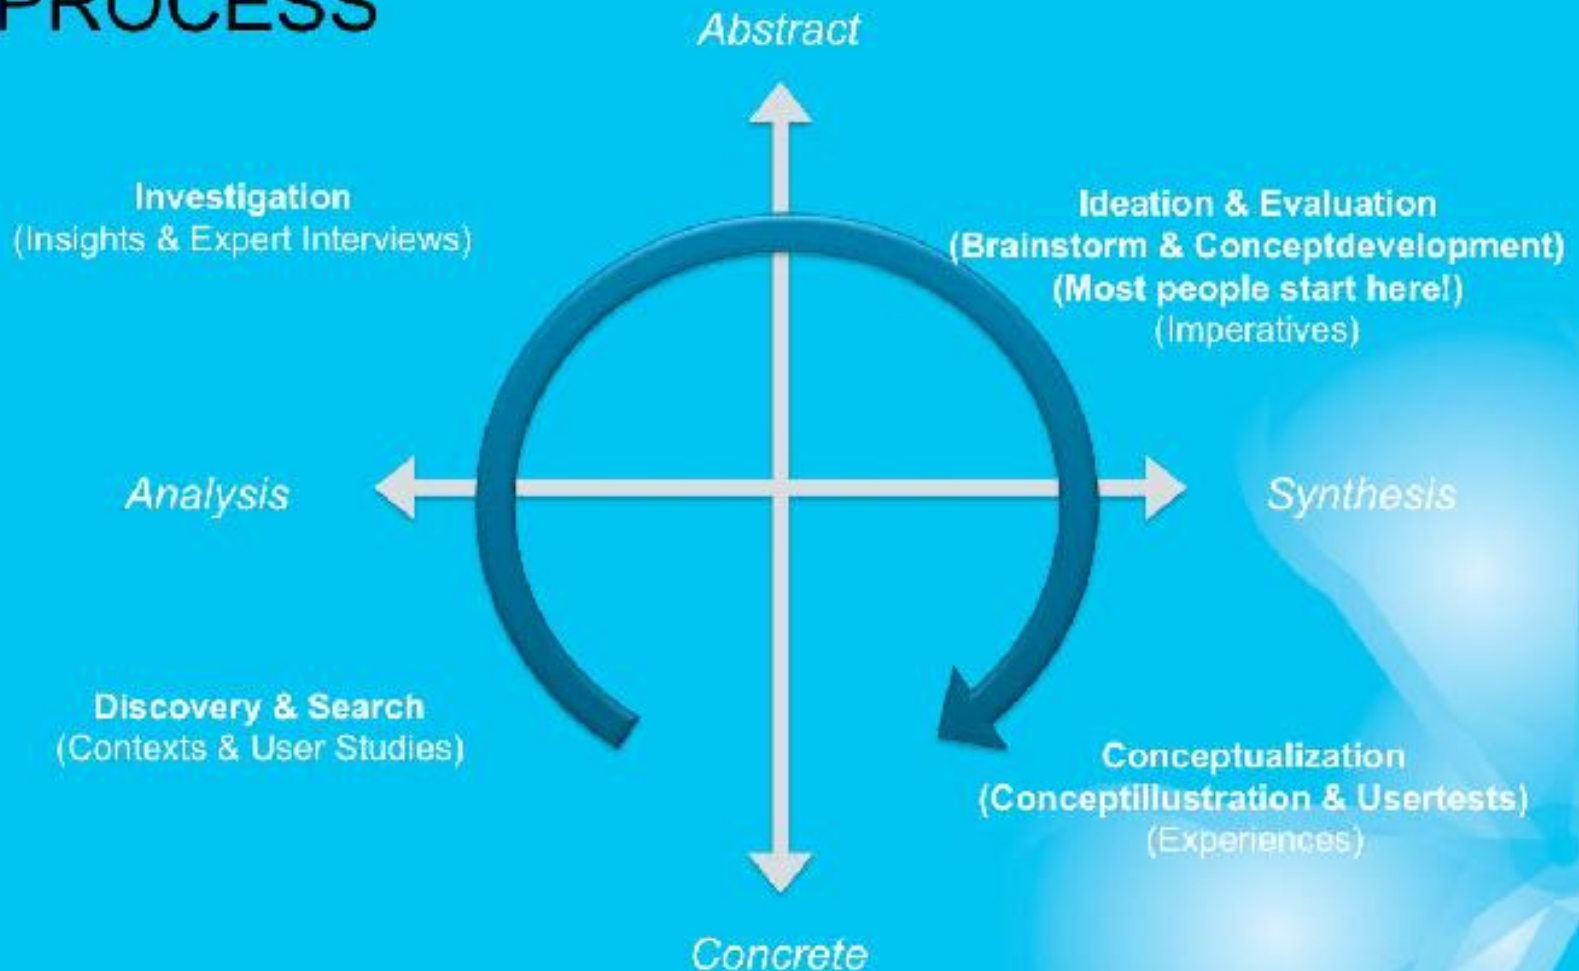 PROCESS
Abstract
Investigation
(Insights & Expert Interviews)
Ideation & Evaluation
(Brainstorm & Conceptdevelopment)
(Most people start here!)
(Imperatives)
Analysis
Synthesis
Discovery & Search
(Contexts & User Studies)
Conceptualization
(Conceptillustration & Usertests)
(Experiences)
Concrete